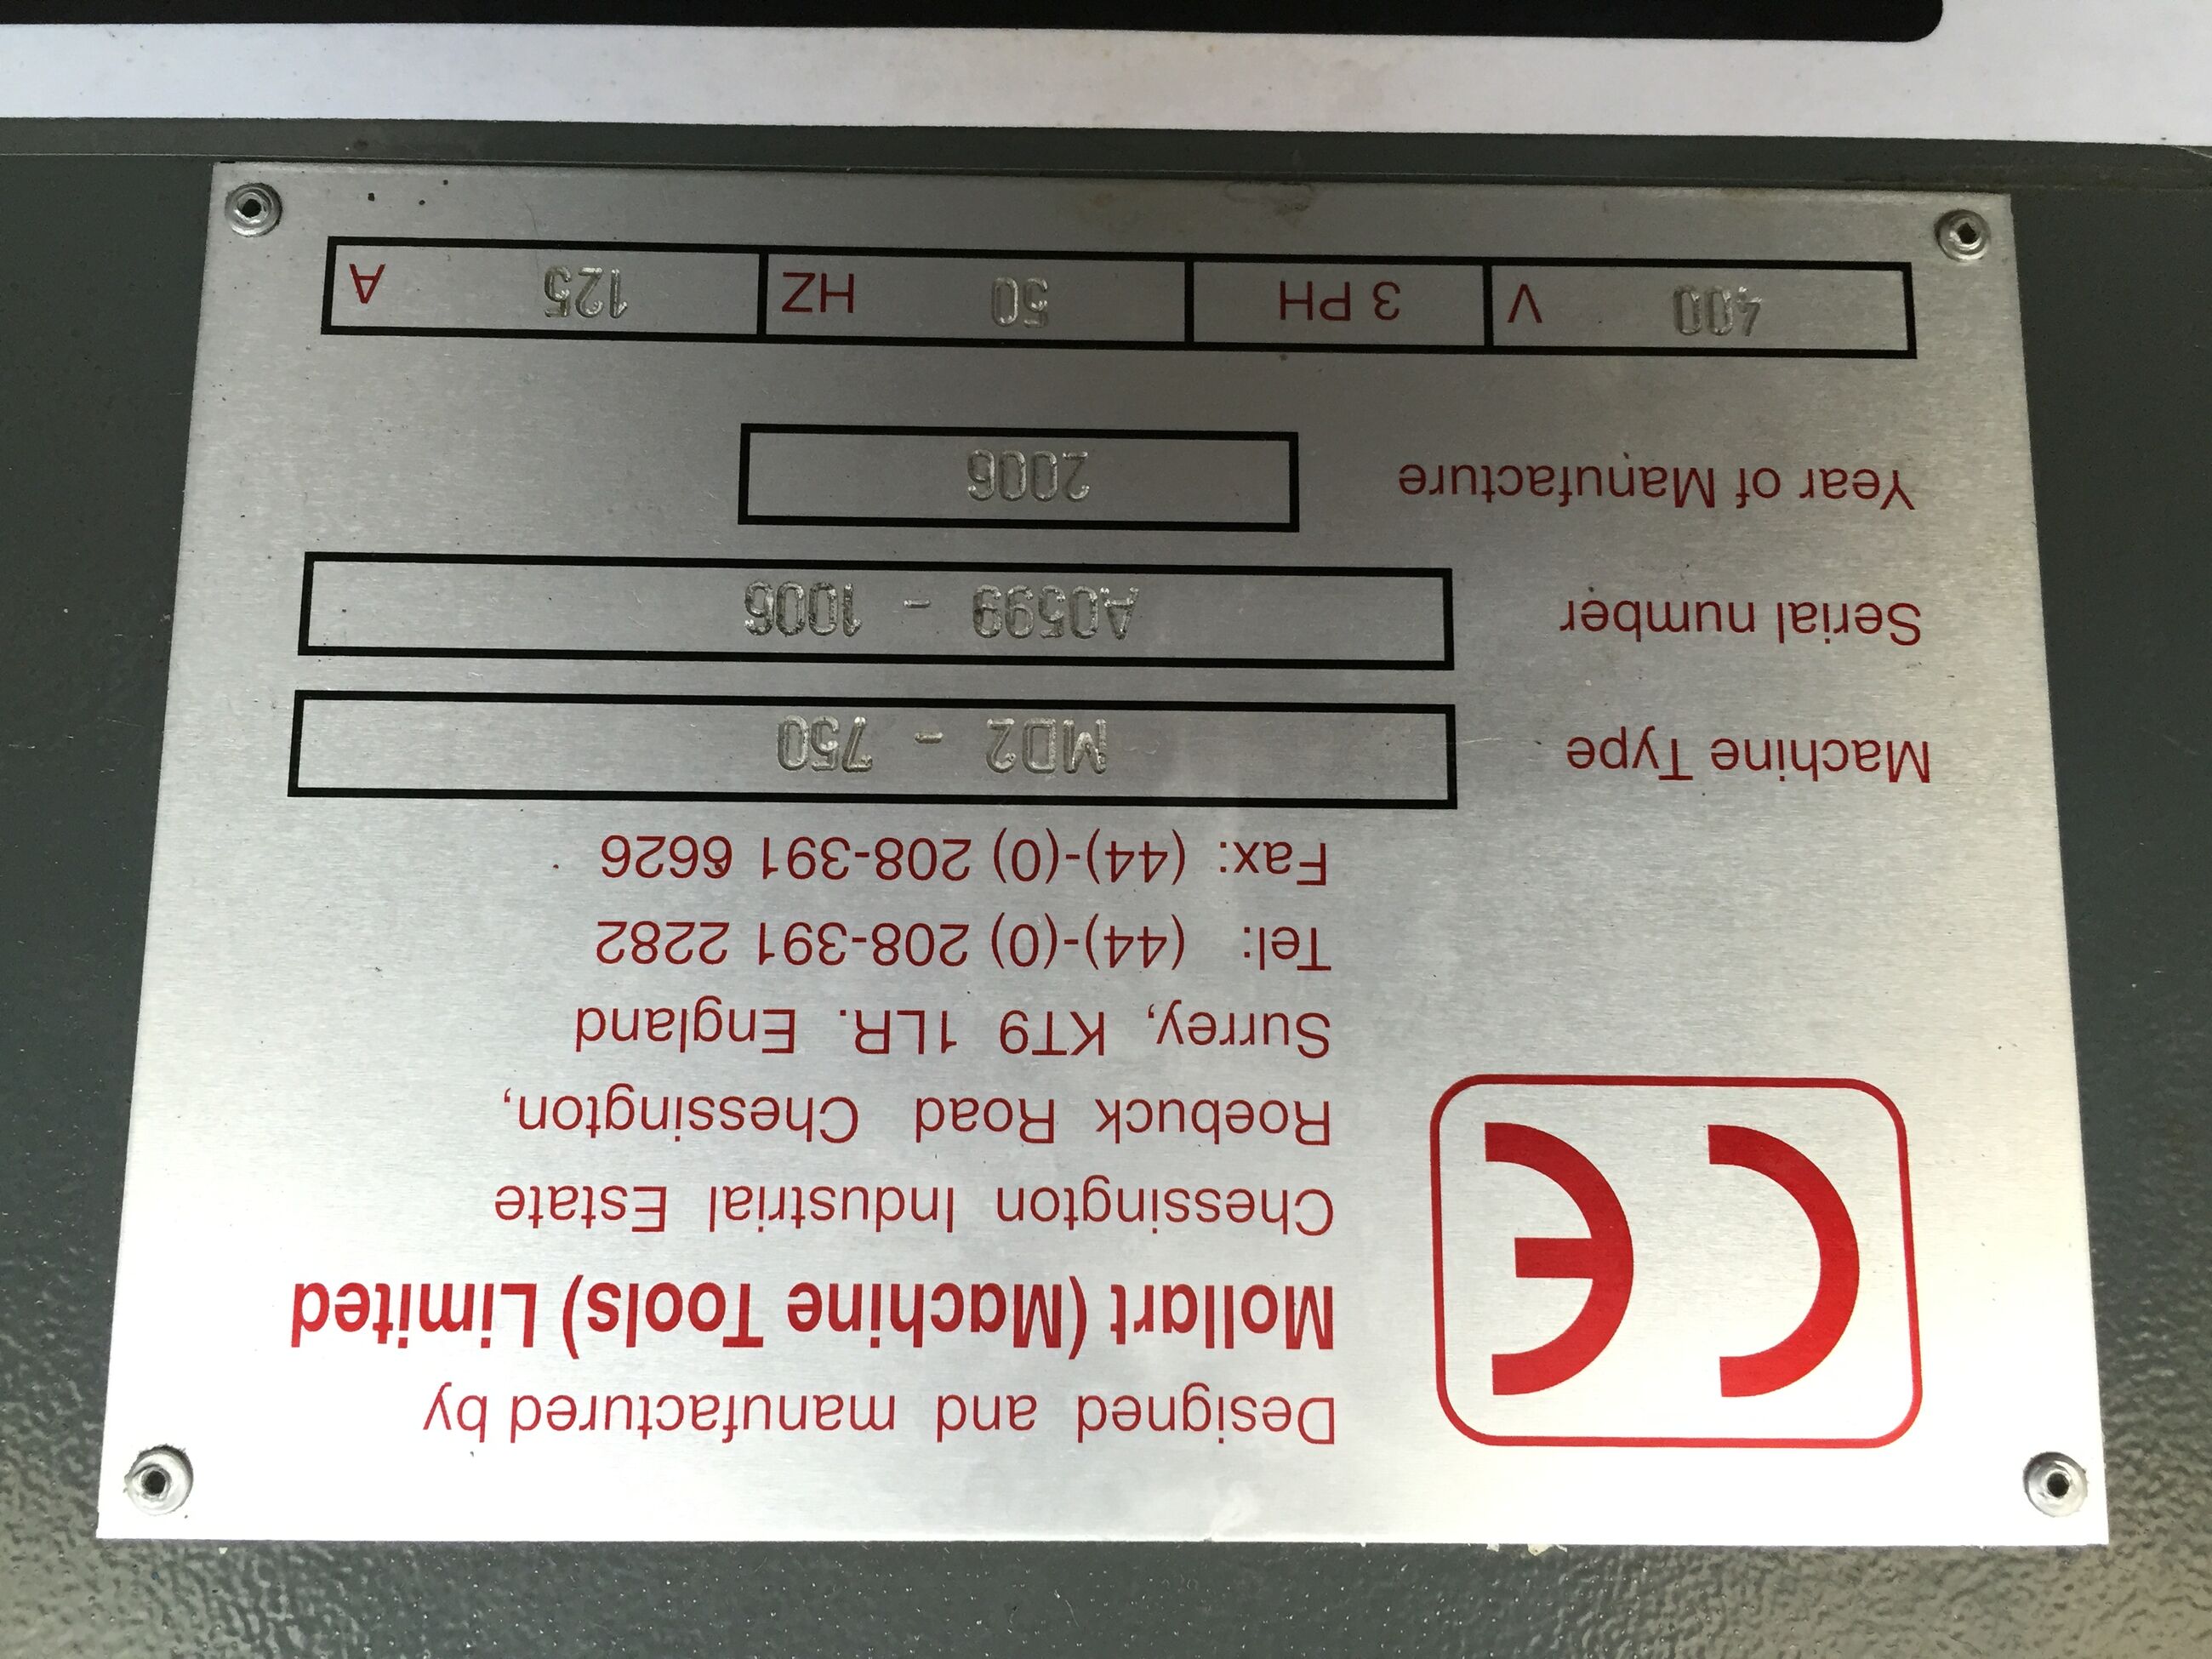 CE
Designed and manufactured by
Mollart (Machine Tools) Limited
Chessington Industrial Estate
Roebuck Road Chessington,
Surrey, KT9 1LR. England
Tel: (44)-(0) 208-391 2282
Fax: (44)-(0) 208-391 6626
Machine Type MD2 - 750
Serial number A0599 - 1006
Year of Manufacture 2006
400 V 3 PH 50 HZ 125 A